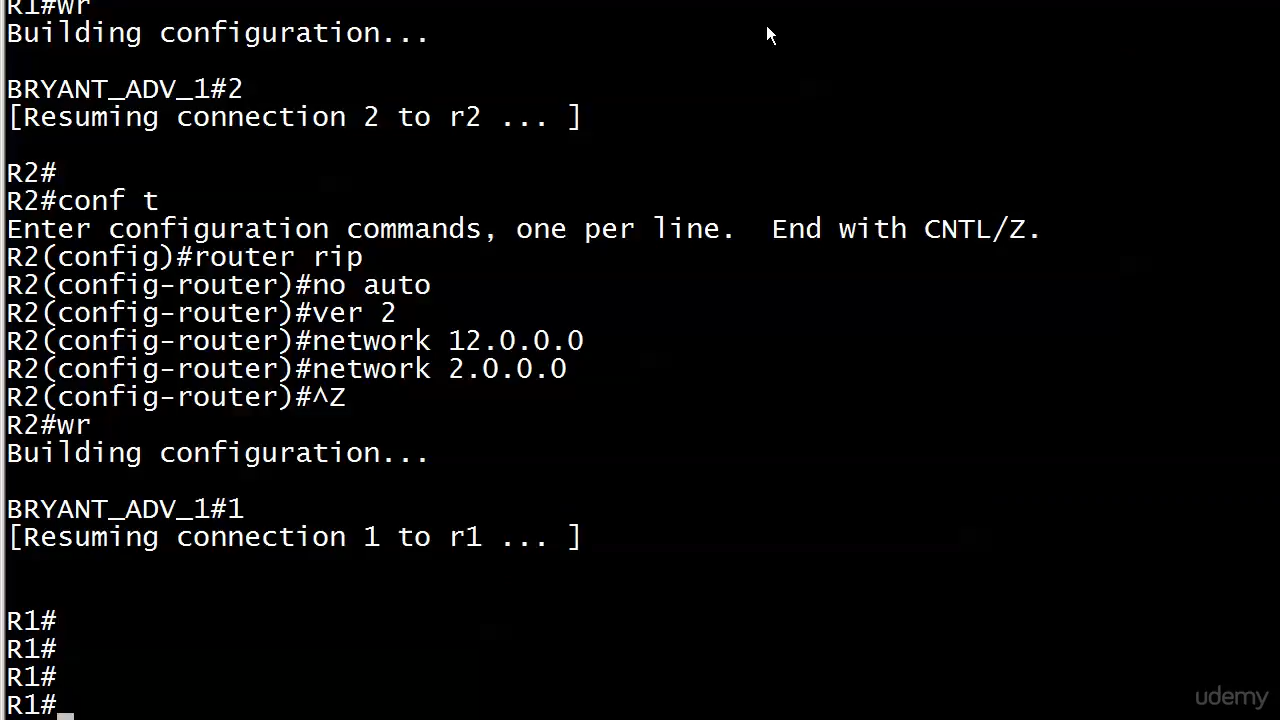 R1#wr
Building configuration...
BRYANT_ADV_1#2
[Resuming connection 2 to r2 ... ]
R2#
R2#conf t
Enter configuration commands, one per line.  End with CNTL/Z.
R2(config)#router rip
R2(config-router)#no auto
R2(config-router)#ver 2
R2(config-router)#network 12.0.0.0
R2(config-router)#network 2.0.0.0
R2(config-router)#^Z
R2#wr
Building configuration...
BRYANT_ADV_1#1
[Resuming connection 1 to r1 ... ]
R1#
R1#
R1#
R1#
udemy